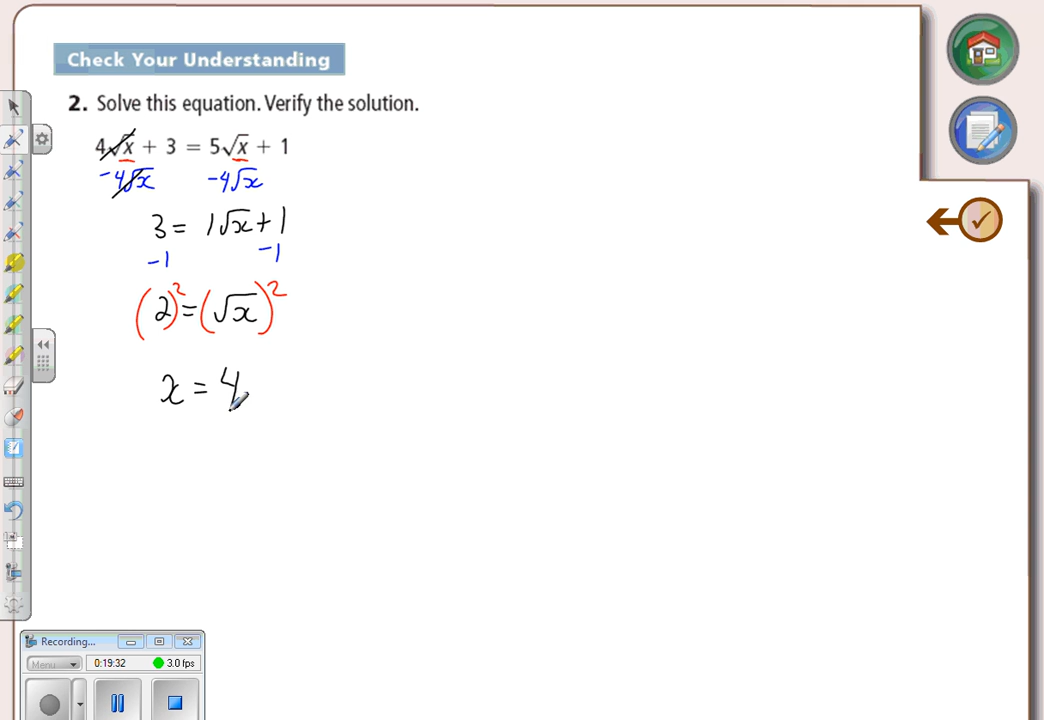 Check Your Understanding
2. Solve this equation. Verify the solution.
4√x + 3 = 5√x + 1
-4√x -4√x
3 = 1√x + 1
-1 -1
(2)² = (√x)²
x = 4
Recording...
Menu 0:19:32 3.0 fps